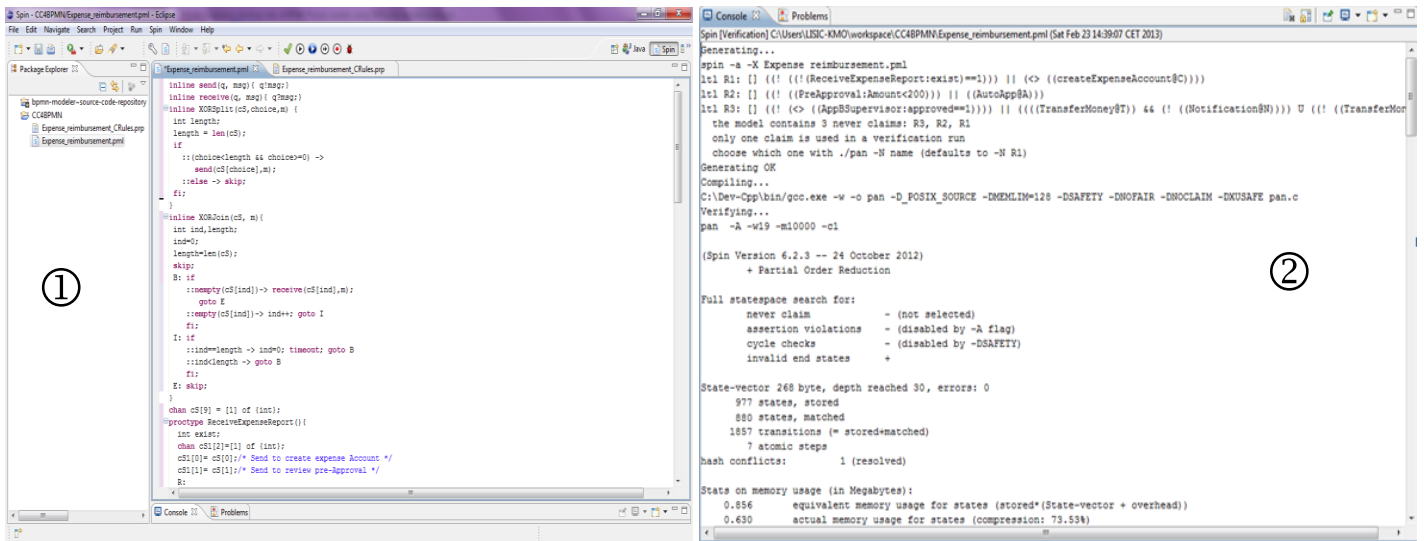 Spin - CC4BPMN/Expense_reimbursement.pml - Eclipse
File Edit Navigate Search Project Run Spin Window Help
Java Spin
Package Explorer
bpmn-modeler-source-code-repository
CC4BPMN
Expense_reimbursement_CRules.prp
Expense_reimbursement.pml
①
*Expense_reimbursement.pml Expense_reimbursement_CRules.prp
inline send(q, msg){ q!msg;}
inline receive(q, msg){ q?msg;}
inline XORSplit(cS,choice,m) {
int length;
length = len(cS);
if
::(choice<length && choice>=0) ->
send(cS[choice],m);
::else -> skip;
fi;
}
inline XORJoin(cS, m){
int ind,length;
ind=0;
length=len(cS);
skip;
B: if
::nempty(cS[ind])-> receive(cS[ind],m);
goto E
::empty(cS[ind])-> ind++; goto I
fi;
I: if
::ind==length -> ind=0; timeout; goto B
::ind<length -> goto B
fi;
E: skip;
}
chan cS[9] = [1] of {int};
proctype ReceiveExpenseReport(){
int exist;
chan cS1[2]=[1] of {int};
cS1[0]= cS[0];/* Send to create expense Account */
cS1[1]= cS[1];/* Send to review pre-Approval */
R:
Console Problems
Console Problems
Spin [Verification] C:\Users\LISIC-KMO\workspace\CC4BPMN\Expense_reimbursement.pml (Sat Feb 23 14:39:07 CET 2013)
Generating...
spin -a -X Expense reimbursement.pml
ltl R1: [] ((! ((!(ReceiveExpenseReport:exist)==1))) || (<> ((createExpenseAccount@C))))
ltl R2: [] ((! ((PreApproval:Amount<200))) || ((AutoApp@A)))
ltl R3: [] ((! (<> ((AppBSupervisor:approved==1)))) || ((((TransferMoney@T)) && (! ((Notification@N)))) U ((! ((TransferMon
the model contains 3 never claims: R3, R2, R1
only one claim is used in a verification run
choose which one with ./pan -N name (defaults to -N R1)
Generating OK
Compiling...
C:\Dev-Cpp\bin/gcc.exe -w -o pan -D_POSIX_SOURCE -DMEMLIM=128 -DSAFETY -DNOFAIR -DNOCLAIM -DXUSAFE pan.c
Verifying...
pan -A -w19 -m10000 -c1
(Spin Version 6.2.3 -- 24 October 2012)
+ Partial Order Reduction
②
Full statespace search for:
never claim - (not selected)
assertion violations - (disabled by -A flag)
cycle checks - (disabled by -DSAFETY)
invalid end states +
State-vector 268 byte, depth reached 30, errors: 0
977 states, stored
880 states, matched
1857 transitions (= stored+matched)
7 atomic steps
hash conflicts: 1 (resolved)
Stats on memory usage (in Megabytes):
0.856 equivalent memory usage for states (stored*(State-vector + overhead))
0.630 actual memory usage for states (compression: 73.53%)